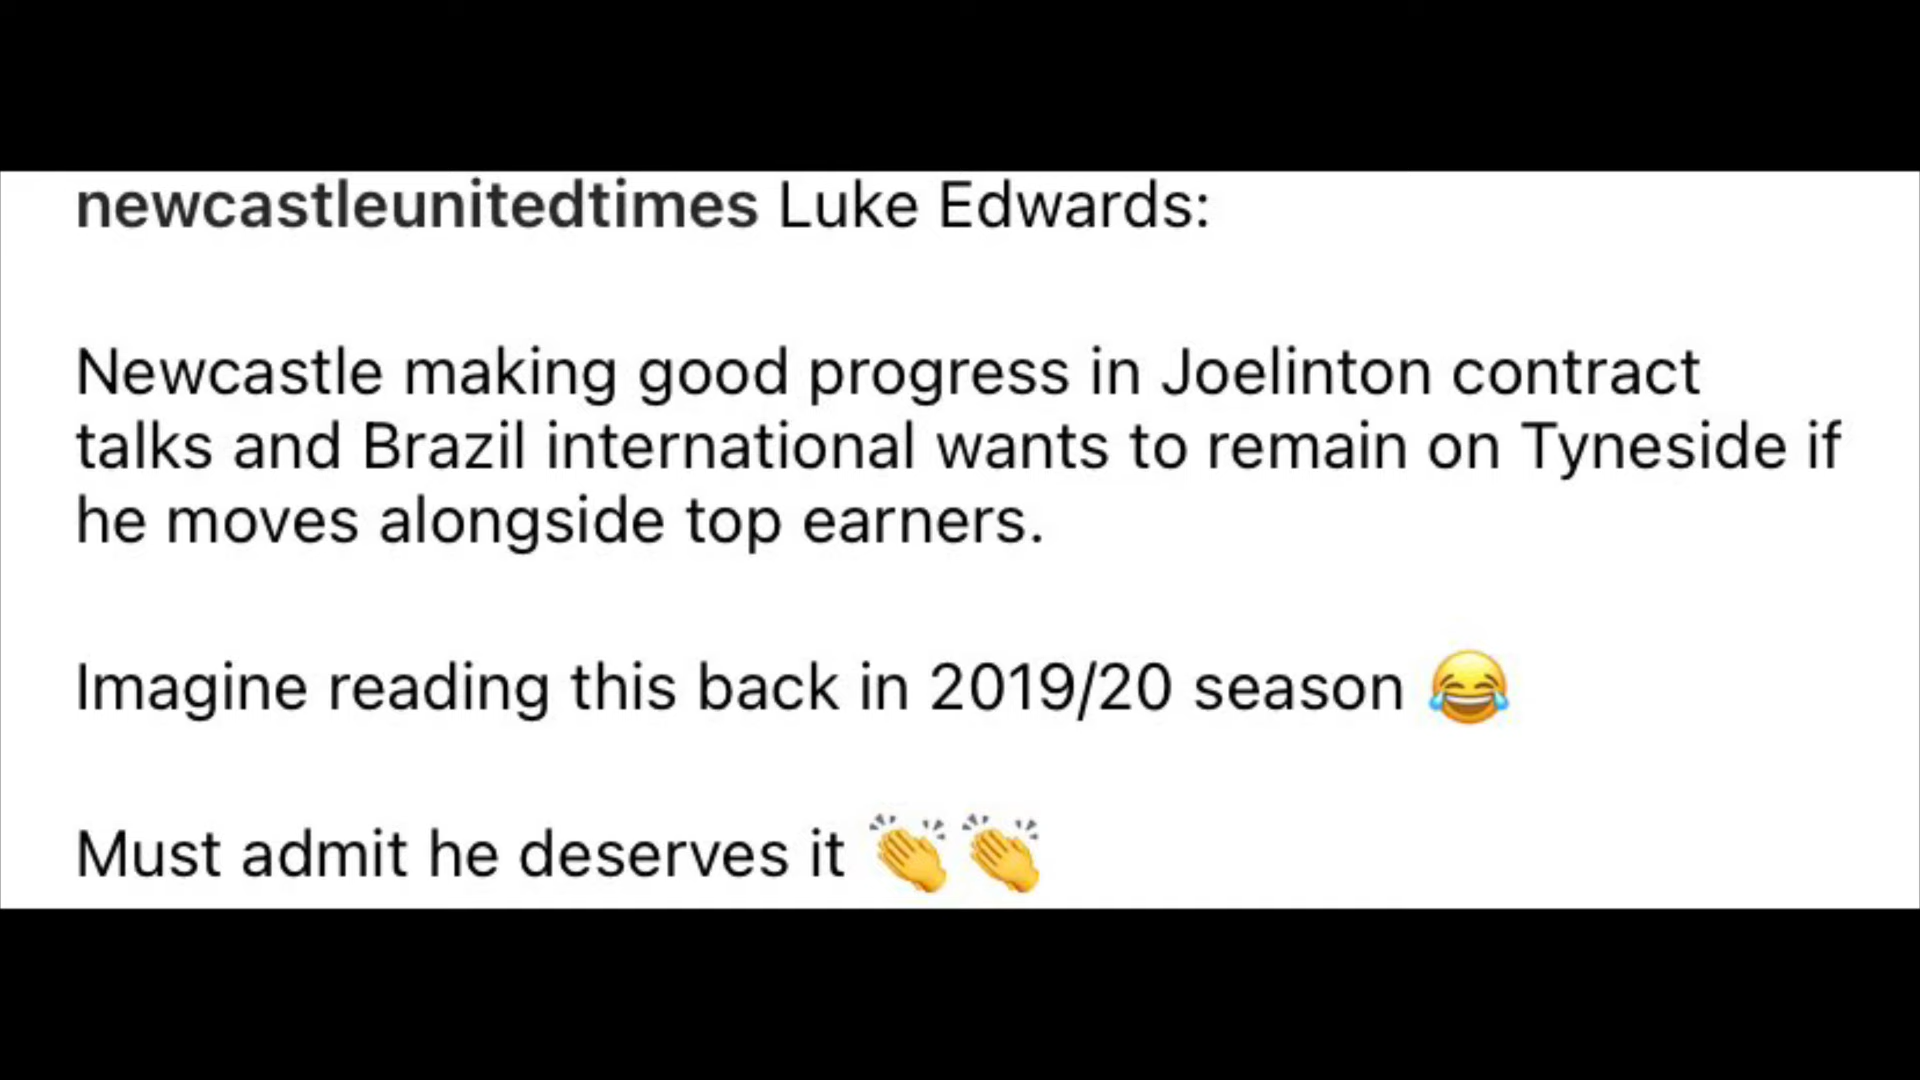 newcastleunitedtimes Luke Edwards:
Newcastle making good progress in Joelinton contract
talks and Brazil international wants to remain on Tyneside if
he moves alongside top earners.
Imagine reading this back in 2019/20 season 😂
Must admit he deserves it 👏👏